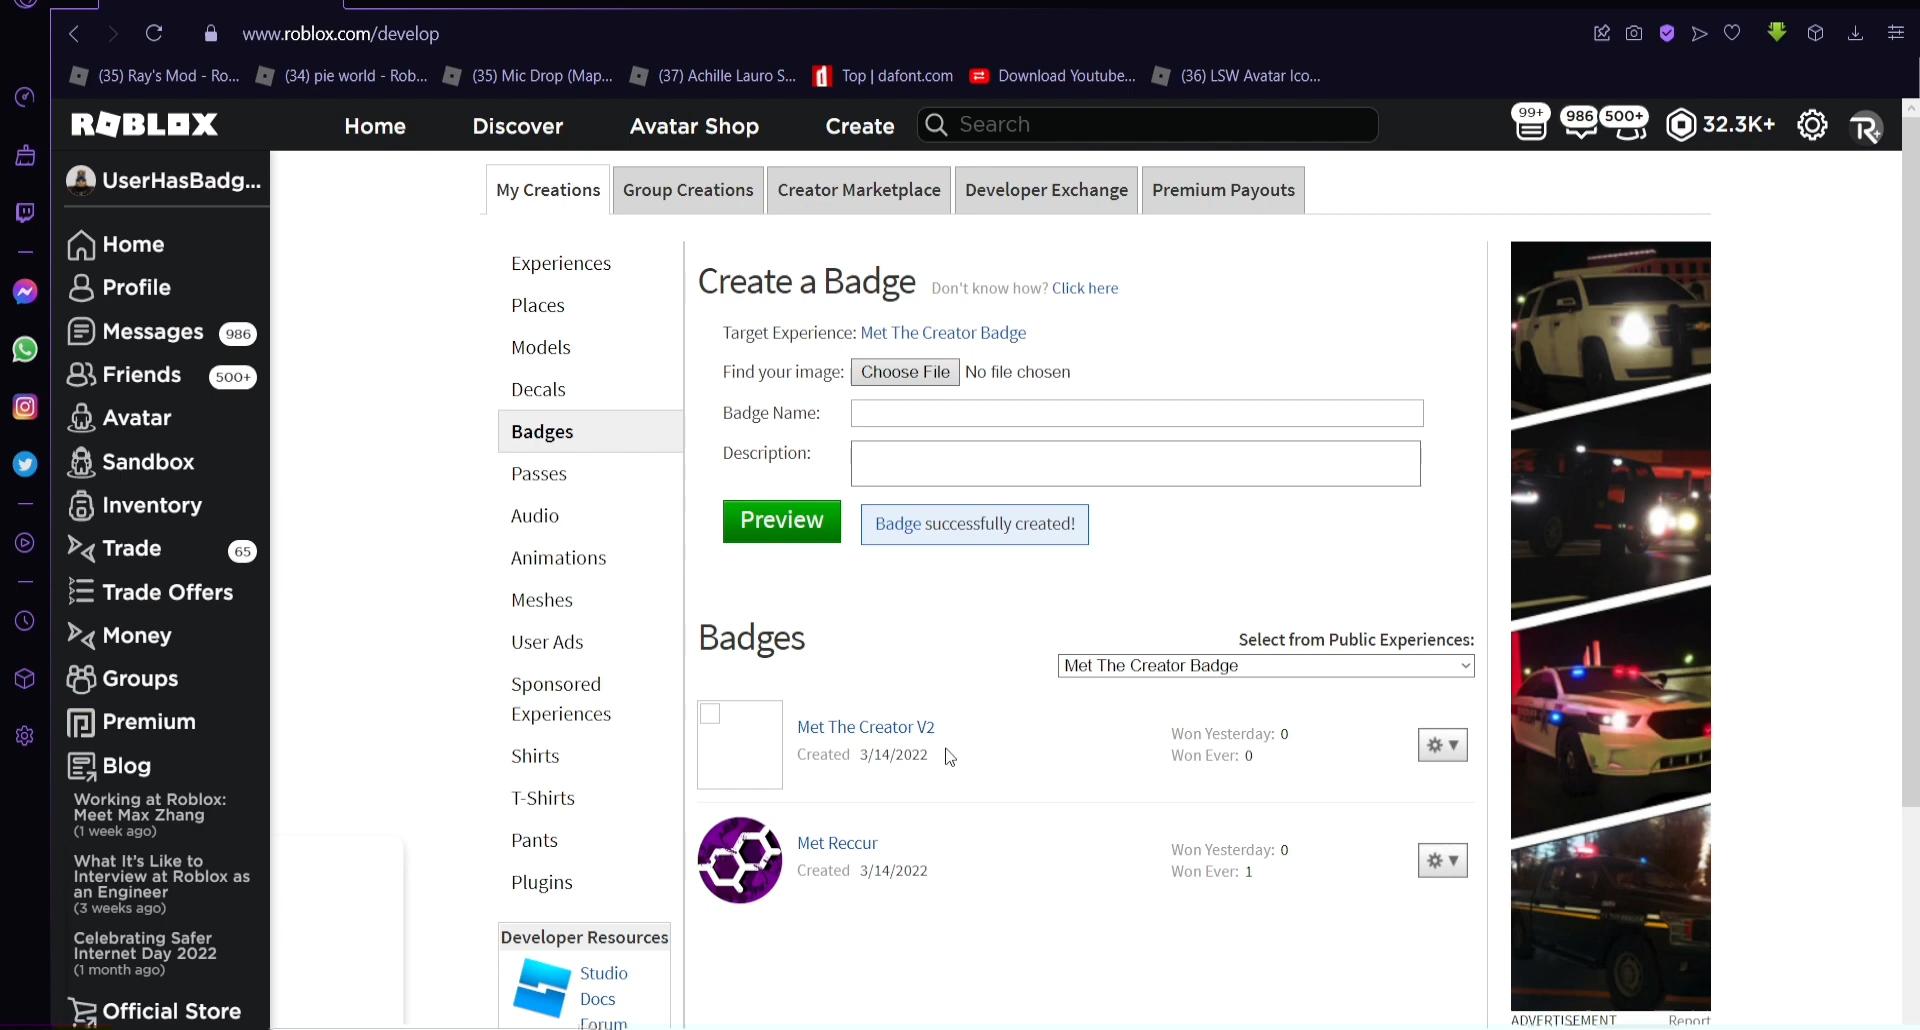 www.roblox.com/develop
(35) Ray's Mod - Ro...
(34) pie world - Rob...
(35) Mic Drop (Map...
(37) Achille Lauro S...
Top | dafont.com
Download Youtube...
(36) LSW Avatar Ico...
ROBLOX
Home
Discover
Avatar Shop
Create
Search
99+
986
500+
32.3K+
UserHasBadg...
Home
Profile
Messages 986
Friends 500+
Avatar
Sandbox
Inventory
Trade 65
Trade Offers
Money
Groups
Premium
Blog
Working at Roblox:
Meet Max Zhang
(1 week ago)
What It's Like to
Interview at Roblox as
an Engineer
(3 weeks ago)
Celebrating Safer
Internet Day 2022
(1 month ago)
Official Store
My Creations
Group Creations
Creator Marketplace
Developer Exchange
Premium Payouts
Experiences
Places
Models
Decals
Badges
Passes
Audio
Animations
Meshes
User Ads
Sponsored
Experiences
Shirts
T-Shirts
Pants
Plugins
Developer Resources
Studio
Docs
Forum
Create a Badge Don't know how? Click here
Target Experience: Met The Creator Badge
Find your image: Choose File No file chosen
Badge Name:
Description:
Preview
Badge successfully created!
Badges
Select from Public Experiences:
Met The Creator Badge
Met The Creator V2
Created 3/14/2022
Won Yesterday: 0
Won Ever: 0
Met Reccur
Created 3/14/2022
Won Yesterday: 0
Won Ever: 1
ADVERTISEMENT
Report